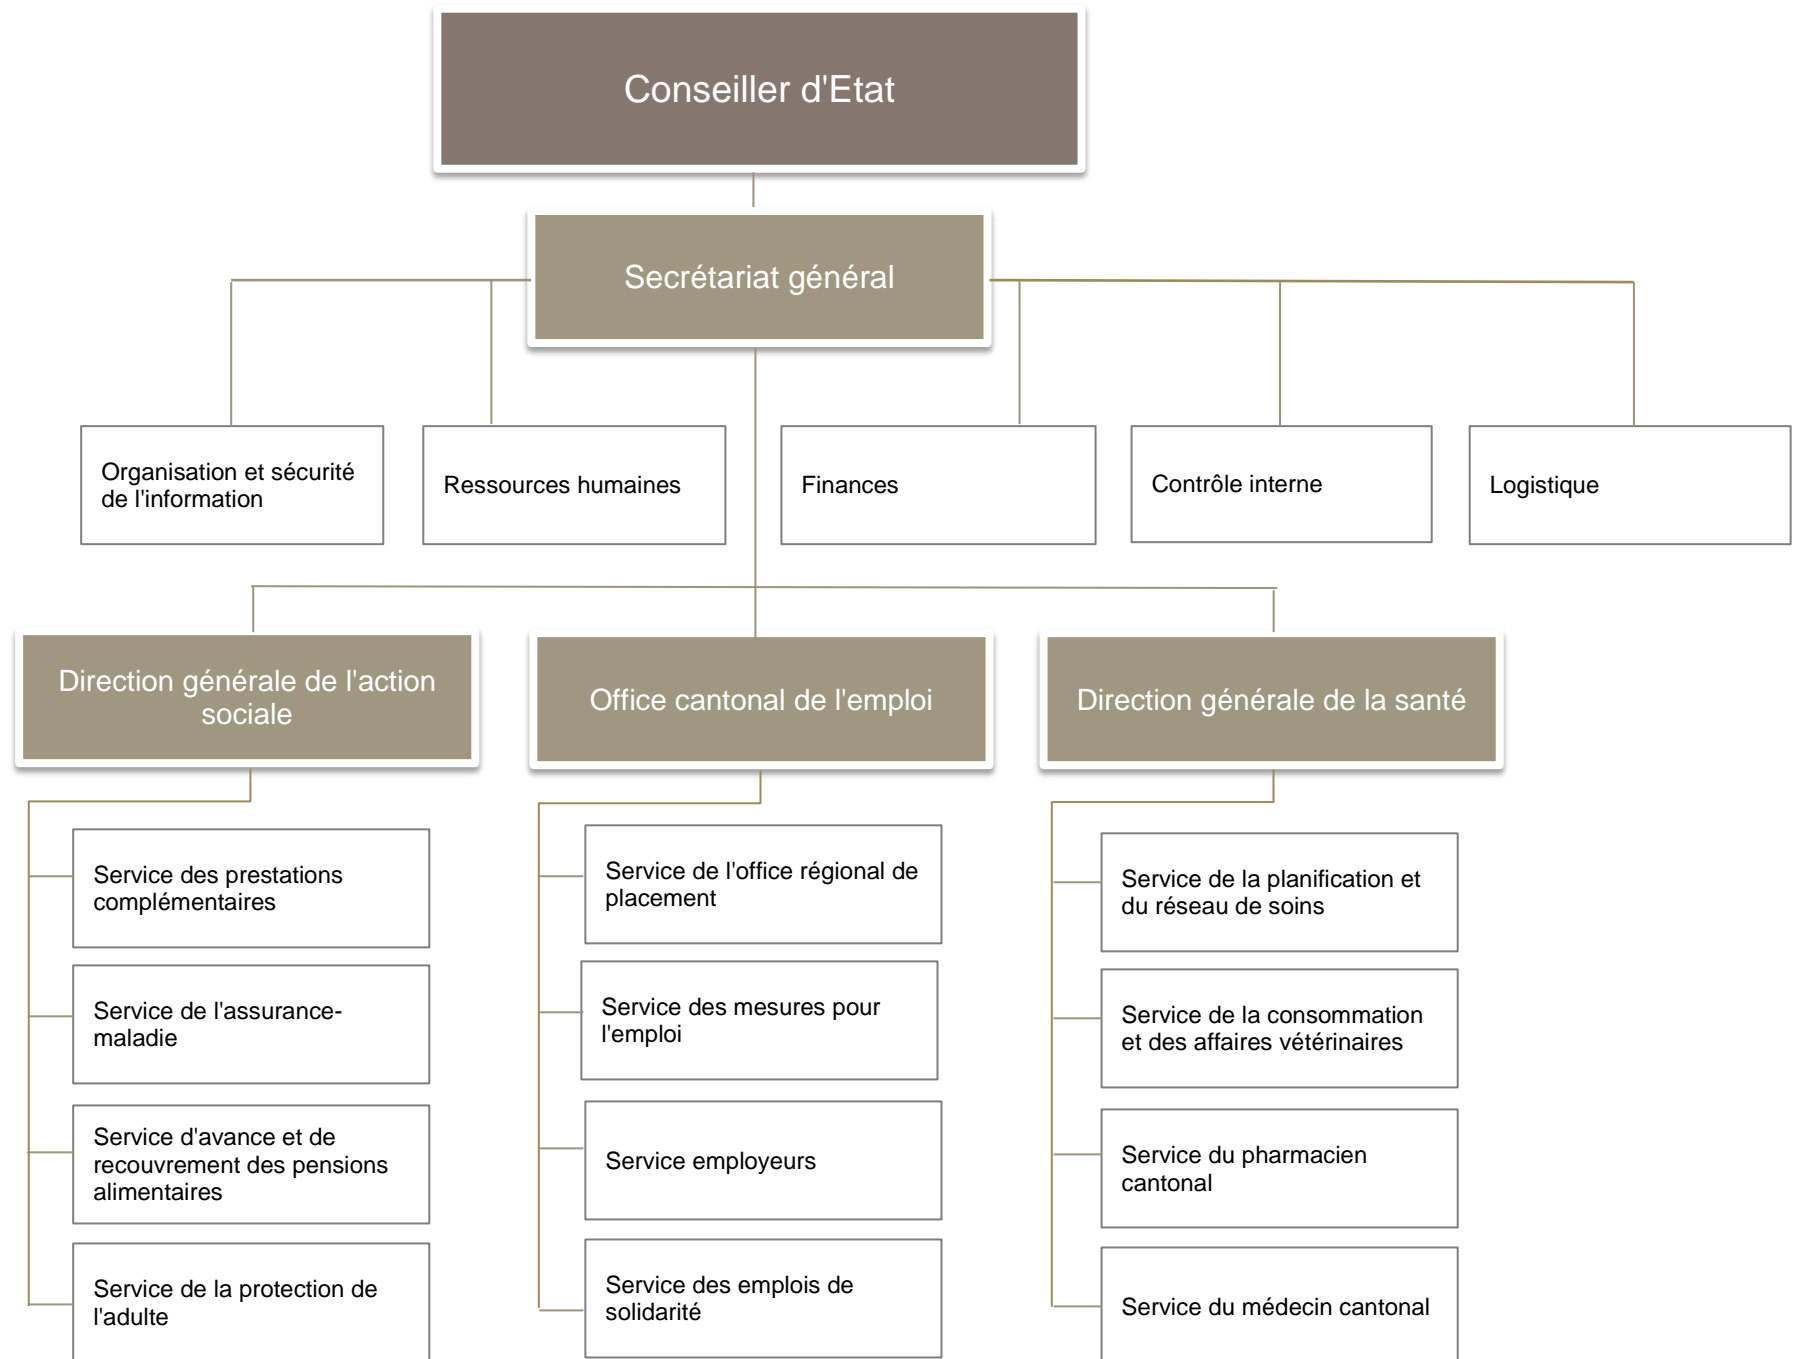 Conseiller d'Etat
Secrétariat général
Organisation et sécurité
de l'information
Ressources humaines
Finances
Contrôle interne
Logistique
Direction générale de l'action
sociale
Office cantonal de l'emploi
Direction générale de la santé
Service des prestations
complémentaires
Service de l'assurance-
maladie
Service d'avance et de
recouvrement des pensions
alimentaires
Service de la protection de
l'adulte
Service de l'office régional de
placement
Service des mesures pour
l'emploi
Service employeurs
Service des emplois de
solidarité
Service de la planification et
du réseau de soins
Service de la consommation
et des affaires vétérinaires
Service du pharmacien
cantonal
Service du médecin cantonal